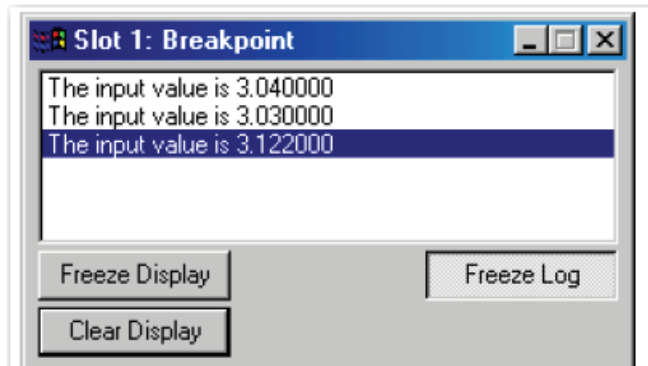 Slot 1: Breakpoint
The input value is 3.040000
The input value is 3.030000
The input value is 3.122000
Freeze Display
Freeze Log
Clear Display